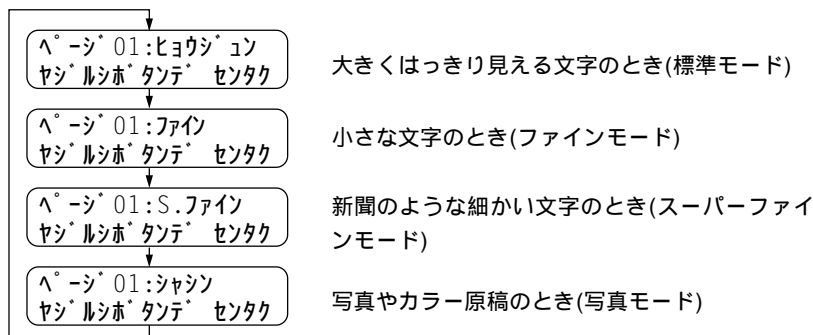 ﾍﾟｰｼﾞ01:ﾋｮｳｼﾞｭﾝ
ﾔｼﾞﾙｼﾎﾞﾀﾝﾃﾞ ｾﾝﾀｸ
大きくはっきり見える文字のとき(標準モード)
ﾍﾟｰｼﾞ01:ﾌｧｲﾝ
ﾔｼﾞﾙｼﾎﾞﾀﾝﾃﾞ ｾﾝﾀｸ
小さな文字のとき(ファインモード)
ﾍﾟｰｼﾞ01:S.ﾌｧｲﾝ
ﾔｼﾞﾙｼﾎﾞﾀﾝﾃﾞ ｾﾝﾀｸ
新聞のような細かい文字のとき(スーパーファイ
ンモード)
ﾍﾟｰｼﾞ01:ｼｬｼﾝ
ﾔｼﾞﾙｼﾎﾞﾀﾝﾃﾞ ｾﾝﾀｸ
写真やカラー原稿のとき(写真モード)